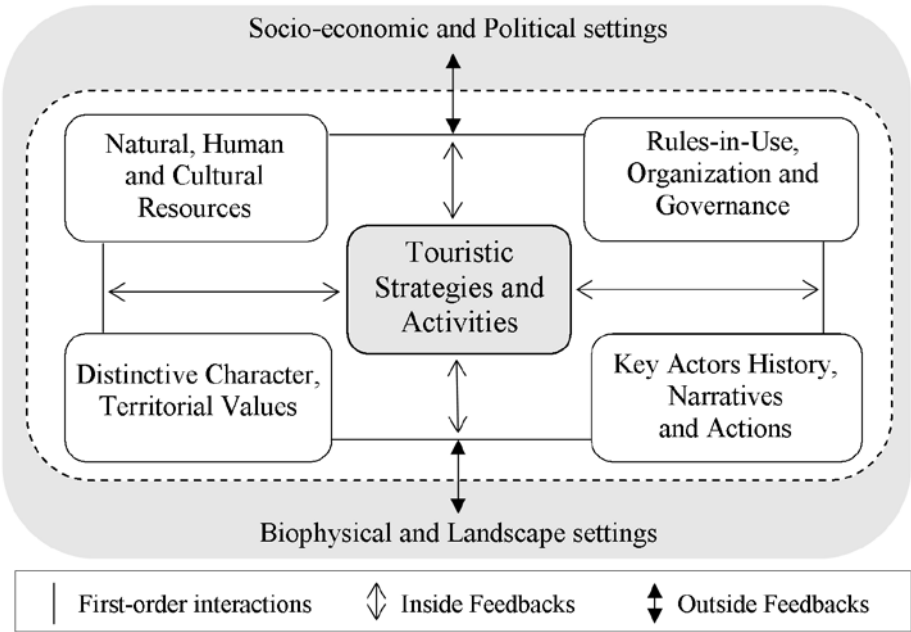 Socio-economic and Political settings
Natural, Human
and Cultural
Resources
Rules-in-Use,
Organization and
Governance
Touristic
Strategies and
Activities
Distinctive Character,
Territorial Values
Key Actors History,
Narratives
and Actions
Biophysical and Landscape settings
First-order interactions
Inside Feedbacks
Outside Feedbacks